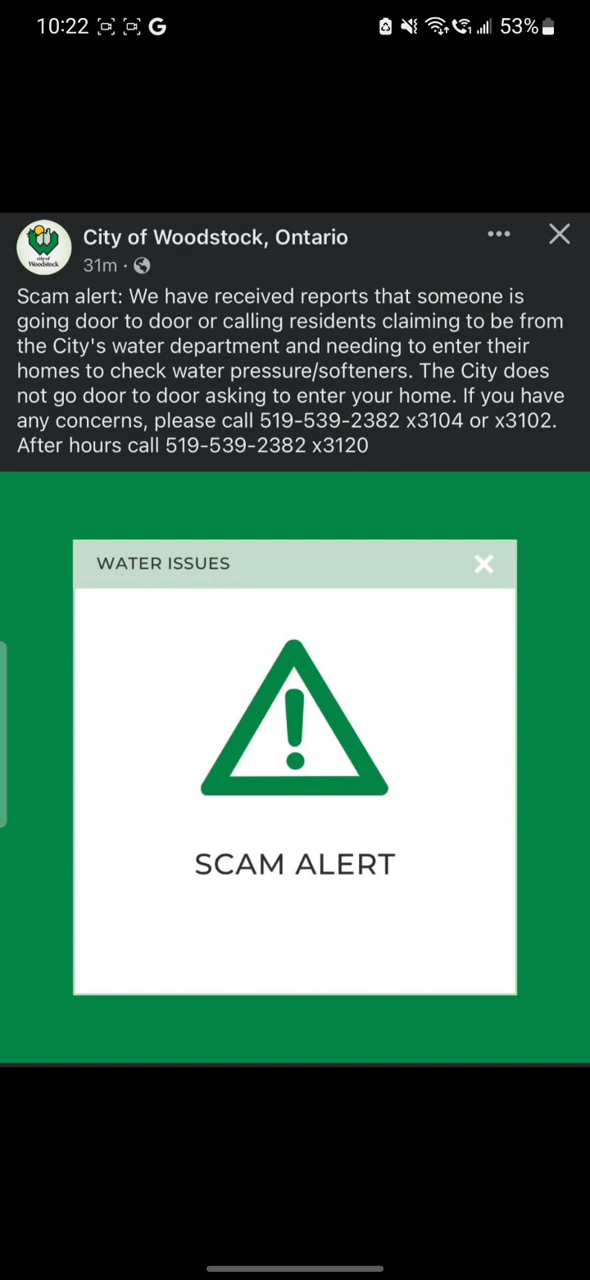 10:22 G 53%
City of Woodstock, Ontario
city of
Woodstock
31m ·
Scam alert: We have received reports that someone is
going door to door or calling residents claiming to be from
the City's water department and needing to enter their
homes to check water pressure/softeners. The City does
not go door to door asking to enter your home. If you have
any concerns, please call 519-539-2382 x3104 or x3102.
After hours call 519-539-2382 x3120
WATER ISSUES
SCAM ALERT